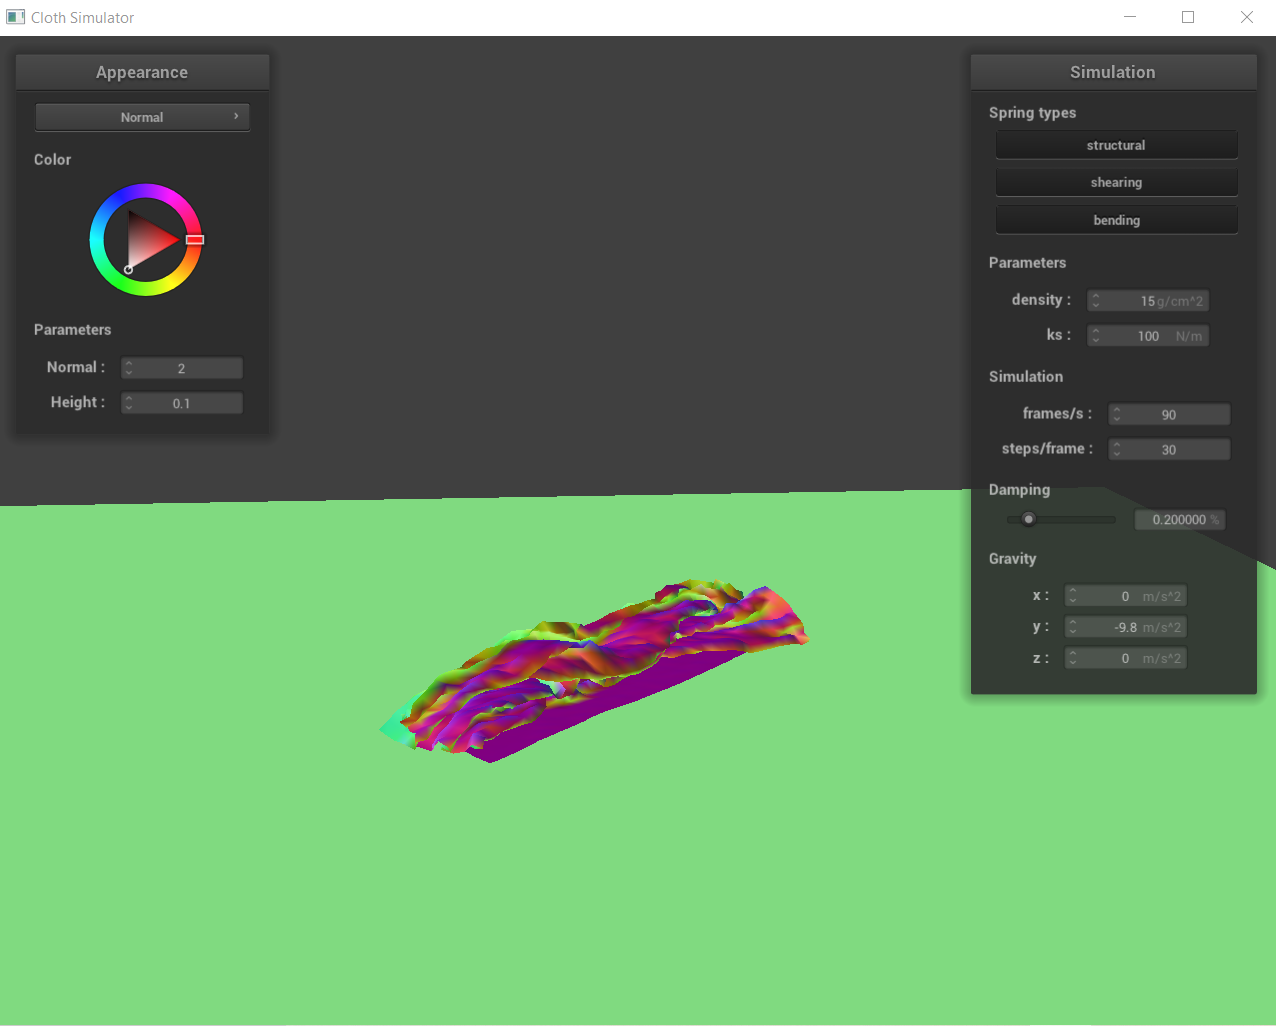 Cloth Simulator
Appearance
Normal
Color
Parameters
Normal : 2
Height : 0.1
Simulation
Spring types
structural
shearing
bending
Parameters
density : 15 g/cm^2
ks : 100 N/m
Simulation
frames/s : 90
steps/frame : 30
Damping
0.200000 %
Gravity
x : 0 m/s^2
y : -9.8 m/s^2
z : 0 m/s^2